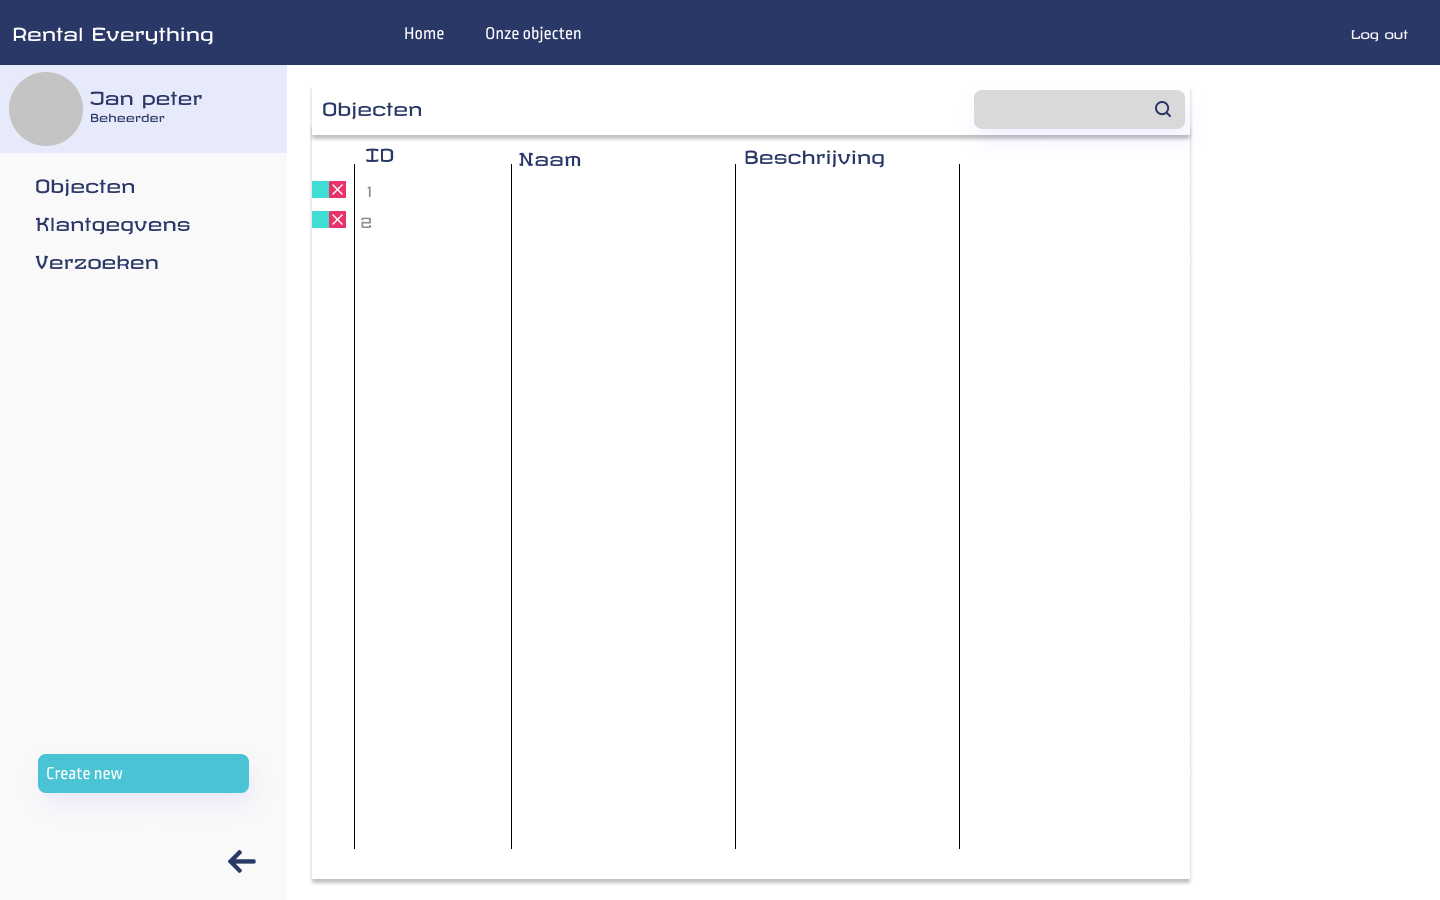 Rental Everything
Home
Onze objecten
Log out
Jan peter
Beheerder
Objecten
Klantgegvens
Verzoeken
Create new
Objecten
ID
Naam
Beschrijving
1
2